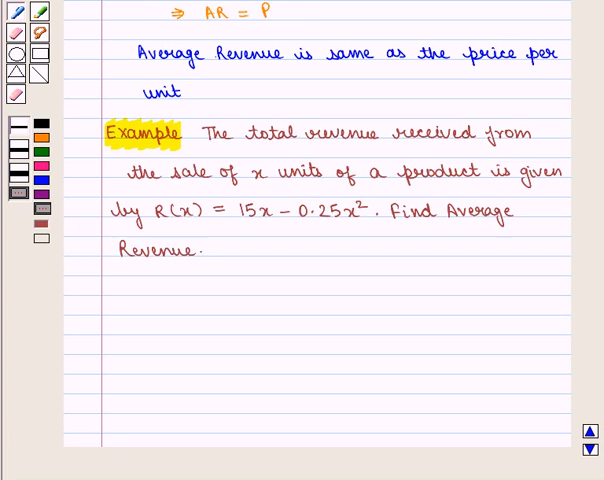 ⇒ AR = P
Average Revenue is same as the price per
unit
Example The total revenue received from
the sale of x units of a product is given
by R(x) = 15x - 0.25x². Find Average
Revenue.